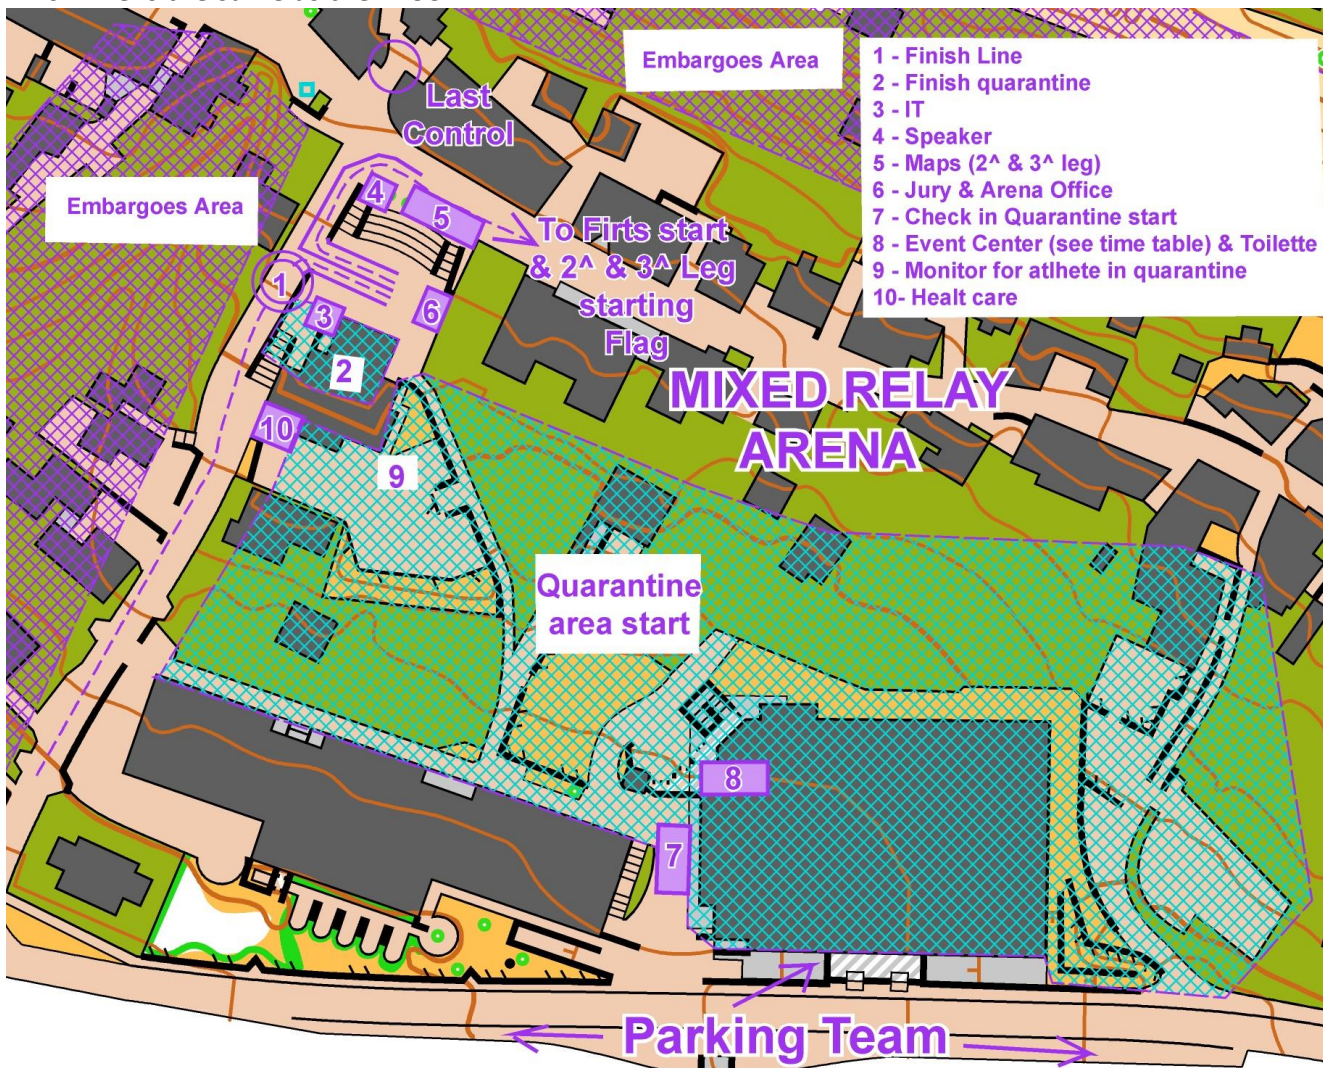 Embargoes Area
1 - Finish Line
2 - Finish quarantine
3 - IT
4 - Speaker
5 - Maps (2^ & 3^ leg)
6 - Jury & Arena Office
7 - Check in Quarantine start
8 - Event Center (see time table) & Toilette
9 - Monitor for atlhete in quarantine
10- Healt care
Last
Control
Embargoes Area
4
5
To Firts start
& 2^ & 3^ Leg
starting
Flag
1
3
6
2
MIXED RELAY
ARENA
10
9
Quarantine
area start
8
7
Parking Team